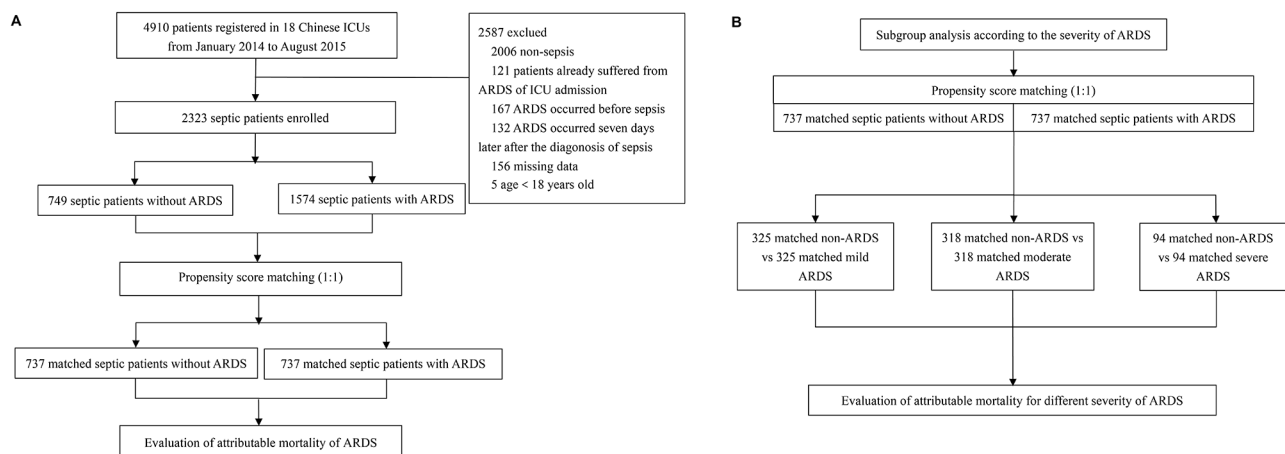 A
4910 patients registered in 18 Chinese ICUs
from January 2014 to August 2015
2587 excluded
2006 non-sepsis
121 patients already suffered from
ARDS of ICU admission
167 ARDS occurred before sepsis
132 ARDS occurred seven days
later after the diagnosis of sepsis
156 missing data
5 age < 18 years old
2323 septic patients enrolled
749 septic patients without ARDS
1574 septic patients with ARDS
Propensity score matching (1:1)
737 matched septic patients without ARDS
737 matched septic patients with ARDS
Evaluation of attributable mortality of ARDS
B
Subgroup analysis according to the severity of ARDS
Propensity score matching (1:1)
737 matched septic patients without ARDS
737 matched septic patients with ARDS
325 matched non-ARDS
vs 325 matched mild
ARDS
318 matched non-ARDS vs
318 matched moderate
ARDS
94 matched non-ARDS
vs 94 matched severe
ARDS
Evaluation of attributable mortality for different severity of ARDS